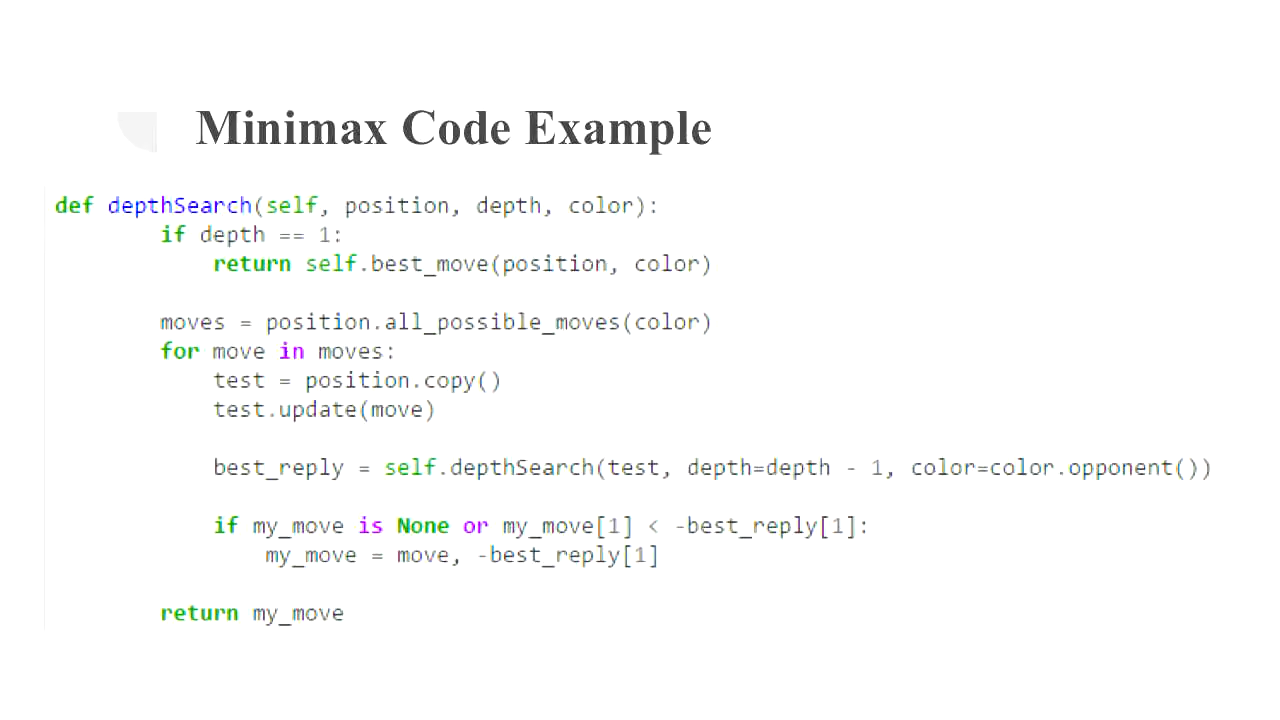 Minimax Code Example
def depthSearch(self, position, depth, color):
        if depth == 1:
            return self.best_move(position, color)
        moves = position.all_possible_moves(color)
        for move in moves:
            test = position.copy()
            test.update(move)
            best_reply = self.depthSearch(test, depth=depth - 1, color=color.opponent())
            if my_move is None or my_move[1] < -best_reply[1]:
                my_move = move, -best_reply[1]
        return my_move